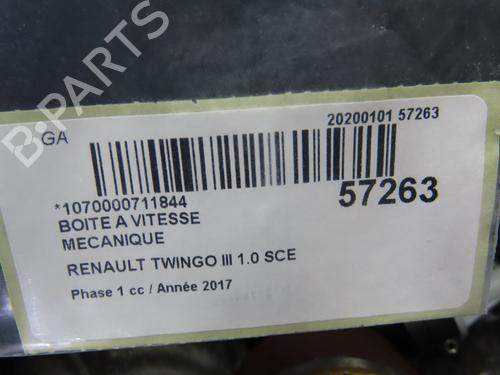 B-PARTS
GA
20200101 57263
*1070000711844
57263
BOITE A VITESSE
MECANIQUE
RENAULT TWINGO III 1.0 SCE
Phase 1 cc / Année 2017